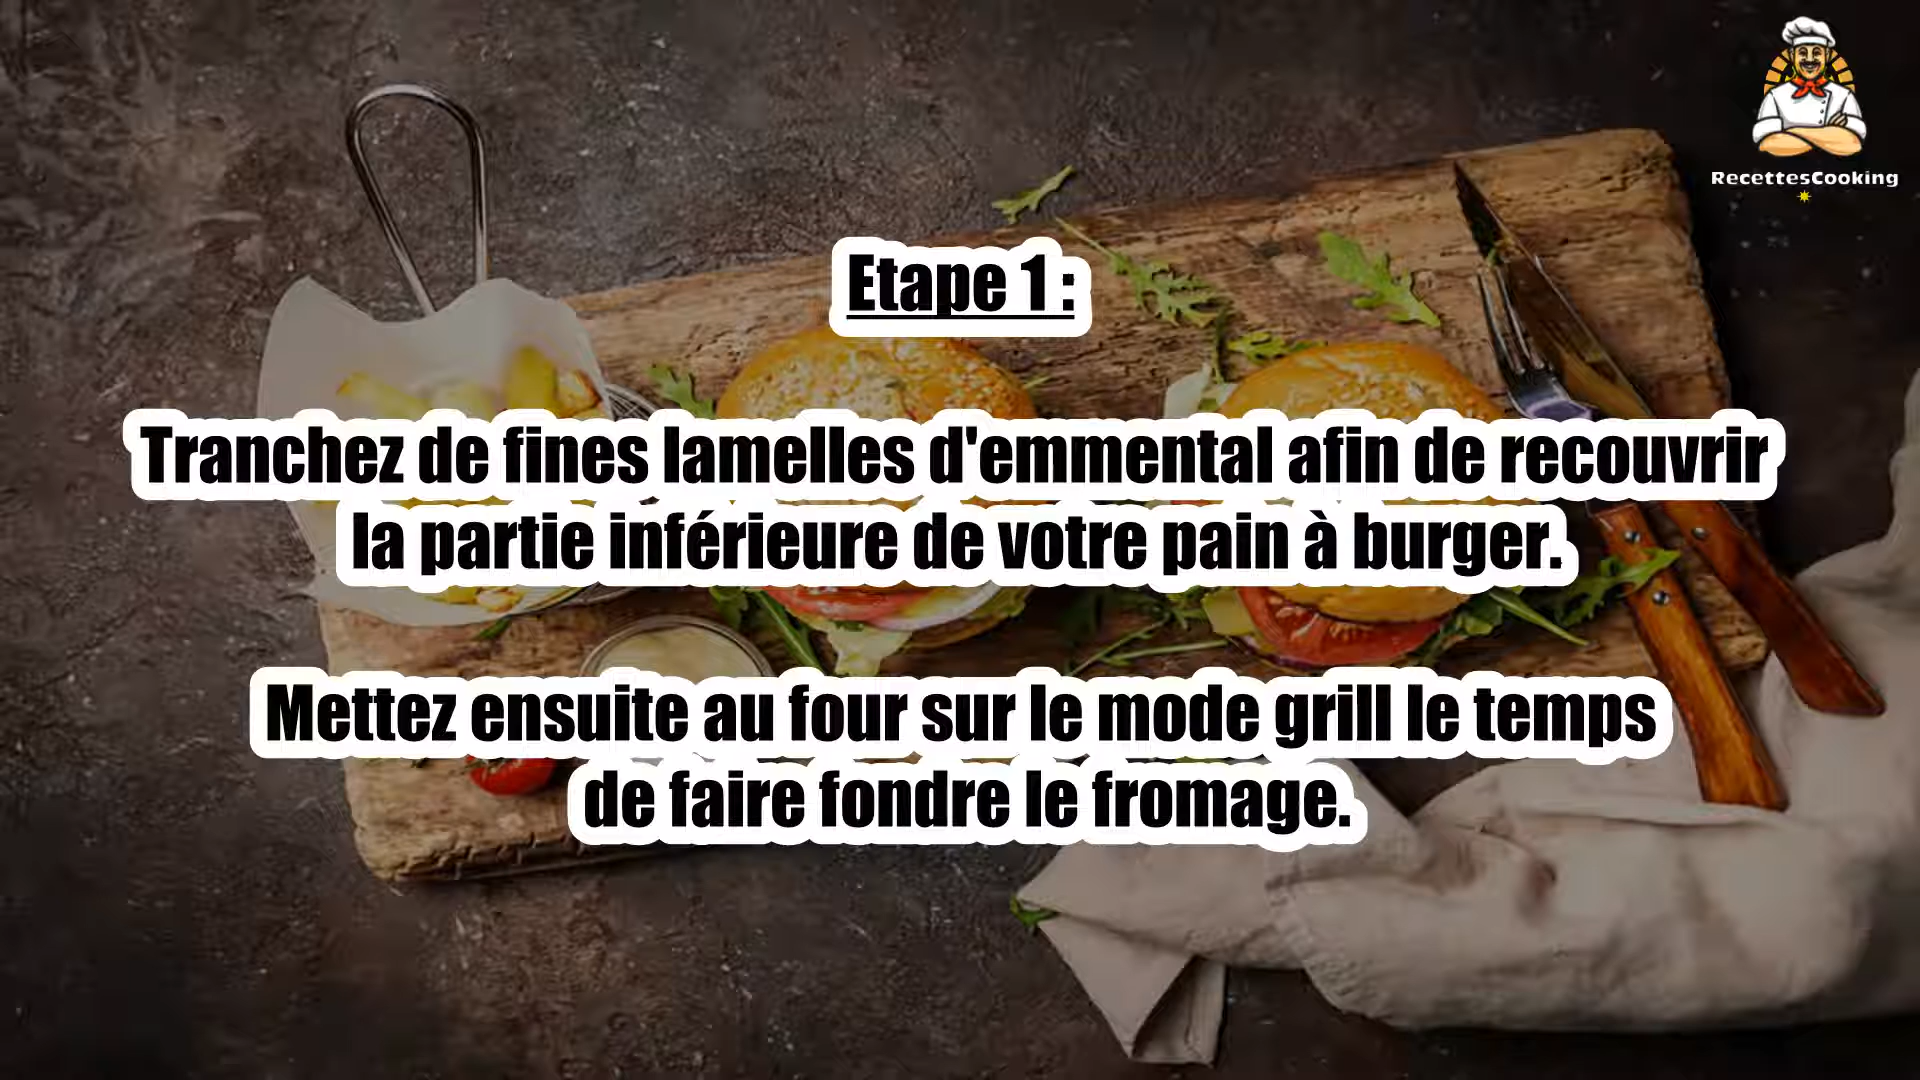 RecettesCooking
Etape 1 :
Tranchez de fines lamelles d'emmental afin de recouvrir
la partie inférieure de votre pain à burger.
Mettez ensuite au four sur le mode grill le temps
de faire fondre le fromage.